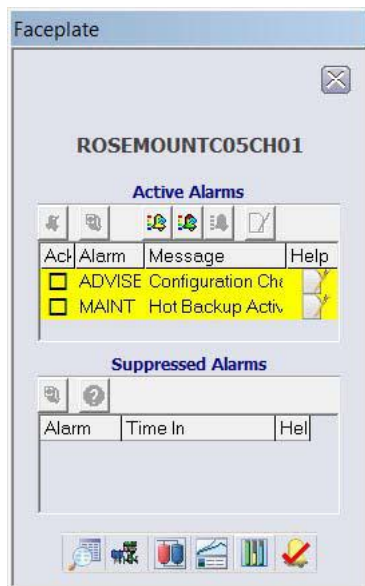 Faceplate
ROSEMOUNTC05CH01
Active Alarms
Ack Alarm Message Help
ADVISE Configuration Cha
MAINT Hot Backup Activ
Suppressed Alarms
Alarm Time In Hel